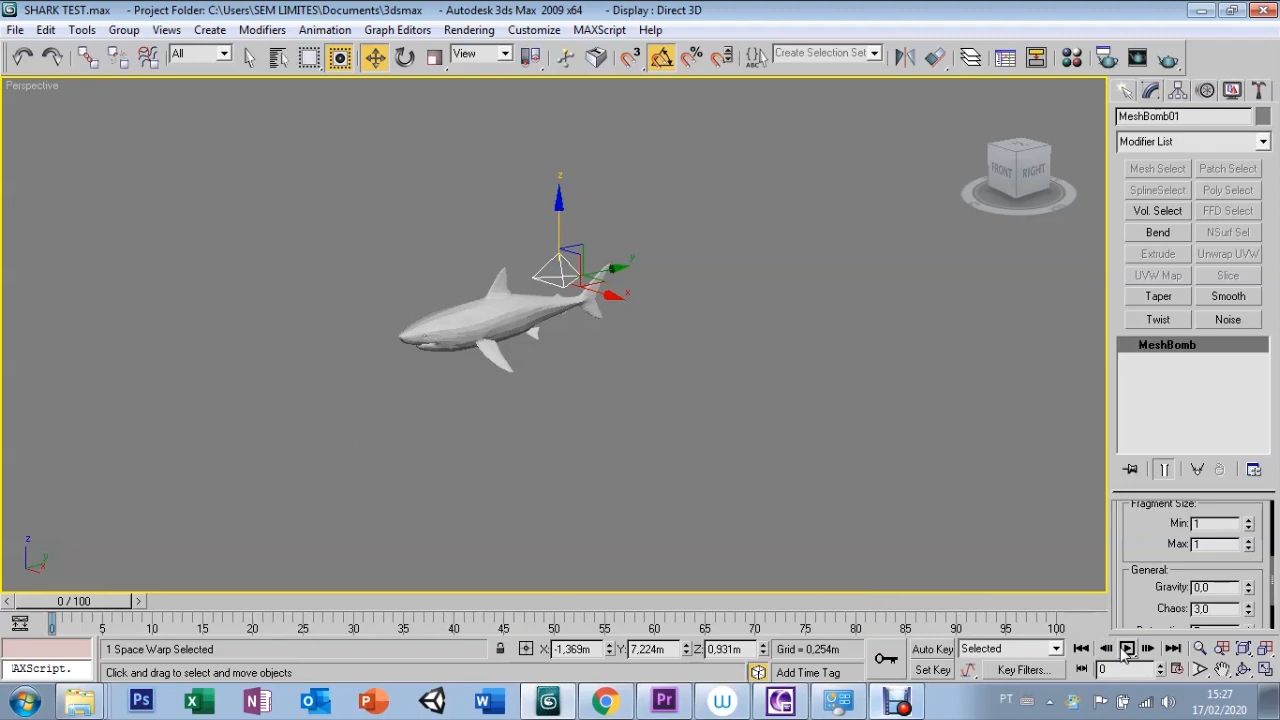 SHARK TEST.max - Project Folder: C:\Users\SEM LIMITES\Documents\3dsmax - Autodesk 3ds Max 2009 x64 - Display : Direct 3D
File Edit Tools Group Views Create Modifiers Animation Graph Editors Rendering Customize MAXScript Help
All View 3 % ABC Create Selection Set
Perspective
FRONT RIGHT
z
y
x
MeshBomb01
Modifier List
Mesh Select Patch Select
SplineSelect Poly Select
Vol. Select FFD Select
Bend NSurf Sel
Extrude Unwrap UVW
UVW Map Slice
Taper Smooth
Twist Noise
MeshBomb
Fragment Size:
Min: 1
Max: 1
General:
Gravity: 0,0
Chaos: 3,0
z
y
x
< 0 / 100 >
0 5 10 15 20 25 30 35 40 45 50 55 60 65 70 75 80 85 90 95 100
1 Space Warp Selected X: -1,369m Y: 7,224m Z: 0,931m Grid = 0,254m Auto Key Selected
AXScript. Click and drag to select and move objects Add Time Tag Set Key Key Filters... 0
Ps X N O P W Pr W
PT 15:27
17/02/2020